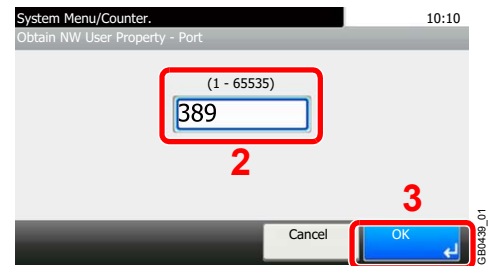 System Menu/Counter. 10:10
Obtain NW User Property - Port
(1 - 65535)
389
2
3
Cancel OK
GB0439_01